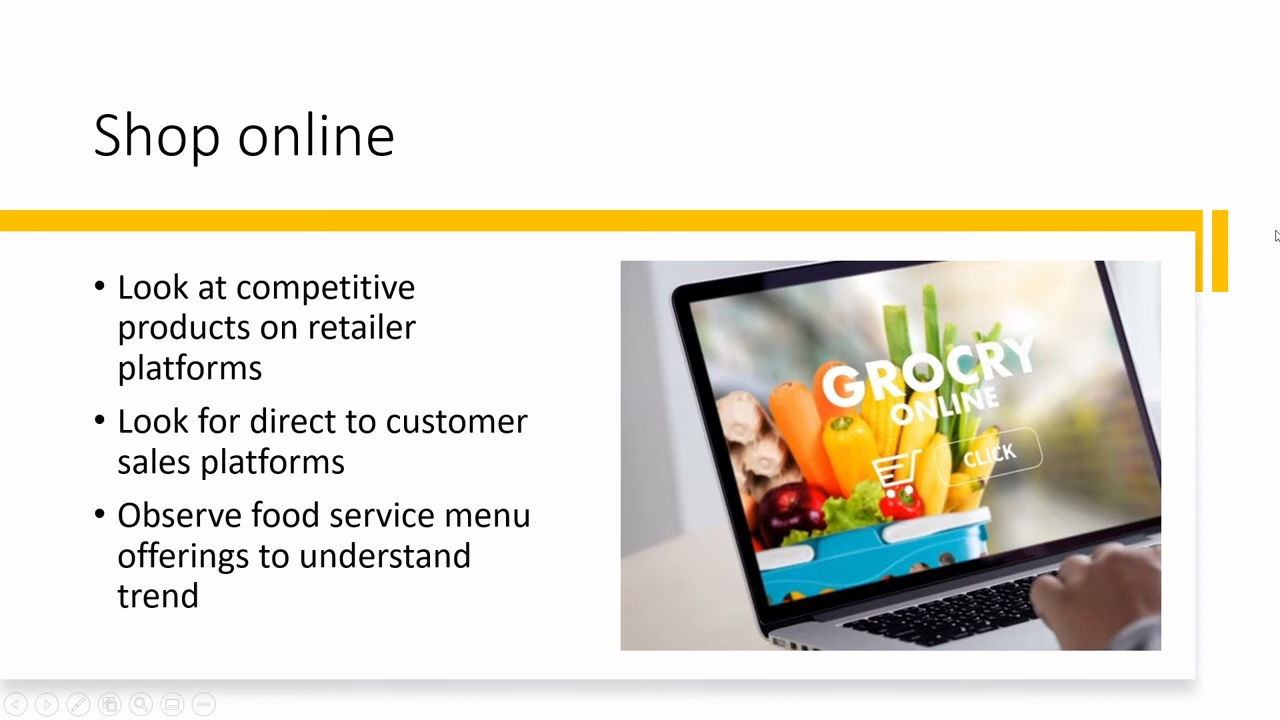 Shop online
• Look at competitive
products on retailer
platforms
• Look for direct to customer
sales platforms
• Observe food service menu
offerings to understand
trend
GROCRY
ONLINE
CLICK